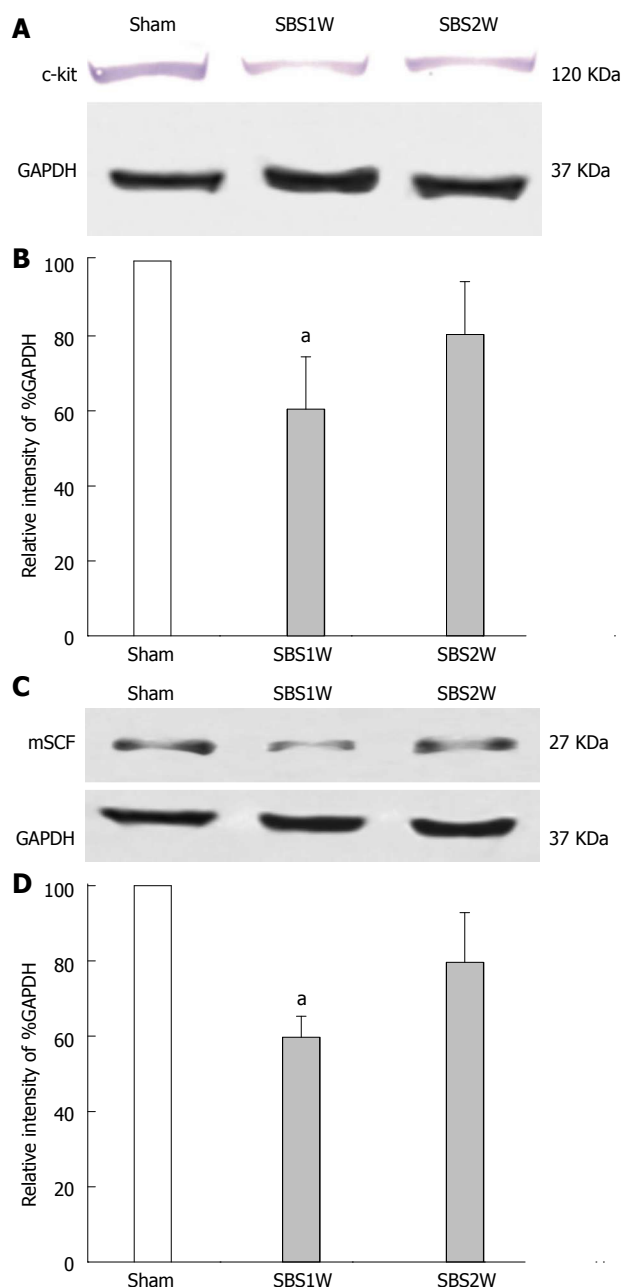 A
Sham SBS1W SBS2W
c-kit 120 KDa
GAPDH 37 KDa
B
Relative intensity of %GAPDH
100
80
a
60
40
20
0
Sham SBS1W SBS2W
C
Sham SBS1W SBS2W
mSCF 27 KDa
GAPDH 37 KDa
D
Relative intensity of %GAPDH
100
80
a
60
40
20
0
Sham SBS1W SBS2W